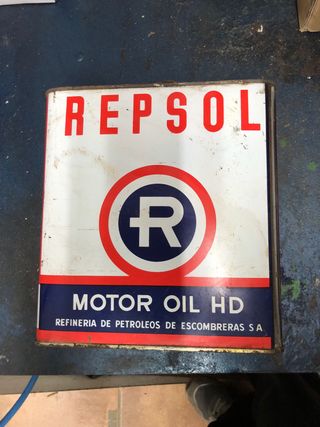 REPSOL
R
MOTOR OIL HD
REFINERIA DE PETROLEOS DE ESCOMBRERAS S A